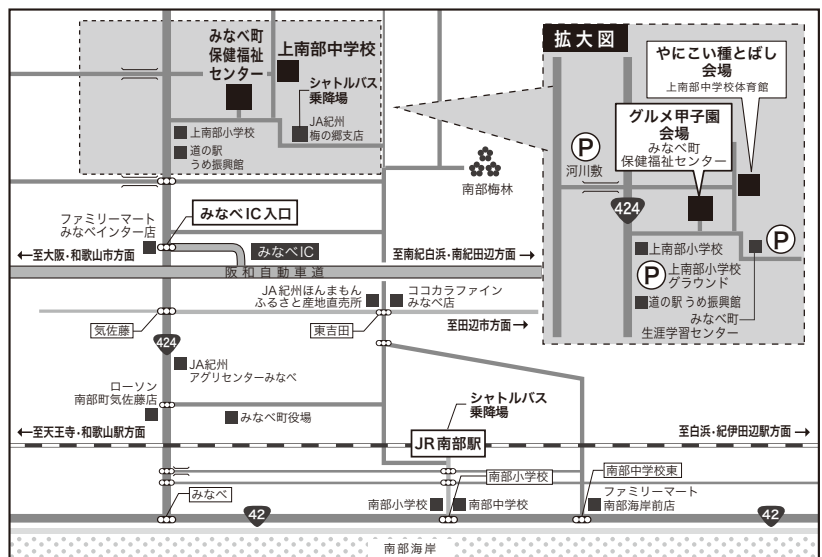 みなべ町
保健福祉
センター
上南部中学校
シャトルバス
乗降場
JA紀州
梅の郷支店
上南部小学校
道の駅
うめ振興館
拡大図
やにこい種とばし
会場
上南部中学校体育館
グルメ甲子園
会場
みなべ町
保健福祉センター
P
河川敷
424
上南部小学校
P
P
上南部小学校
グラウンド
道の駅 うめ振興館
みなべ町
生涯学習センター
南部梅林
ファミリーマート
みなべインター店
みなべIC入口
みなべIC
←至大阪・和歌山市方面
→至南紀白浜・南紀田辺方面
阪和自動車道
JA紀州ほんまもん
ふるさと産地直売所
ココカラファイン
みなべ店
気佐藤
東吉田
至田辺市方面→
424
JA紀州
アグリセンターみなべ
ローソン
南部町気佐藤店
みなべ町役場
シャトルバス
乗降場
←至天王寺・和歌山駅方面
JR南部駅
至白浜・紀伊田辺駅方面→
南部小学校
南部中学校東
みなべ
南部小学校
南部中学校
ファミリーマート
南部海岸前店
42
42
南部海岸